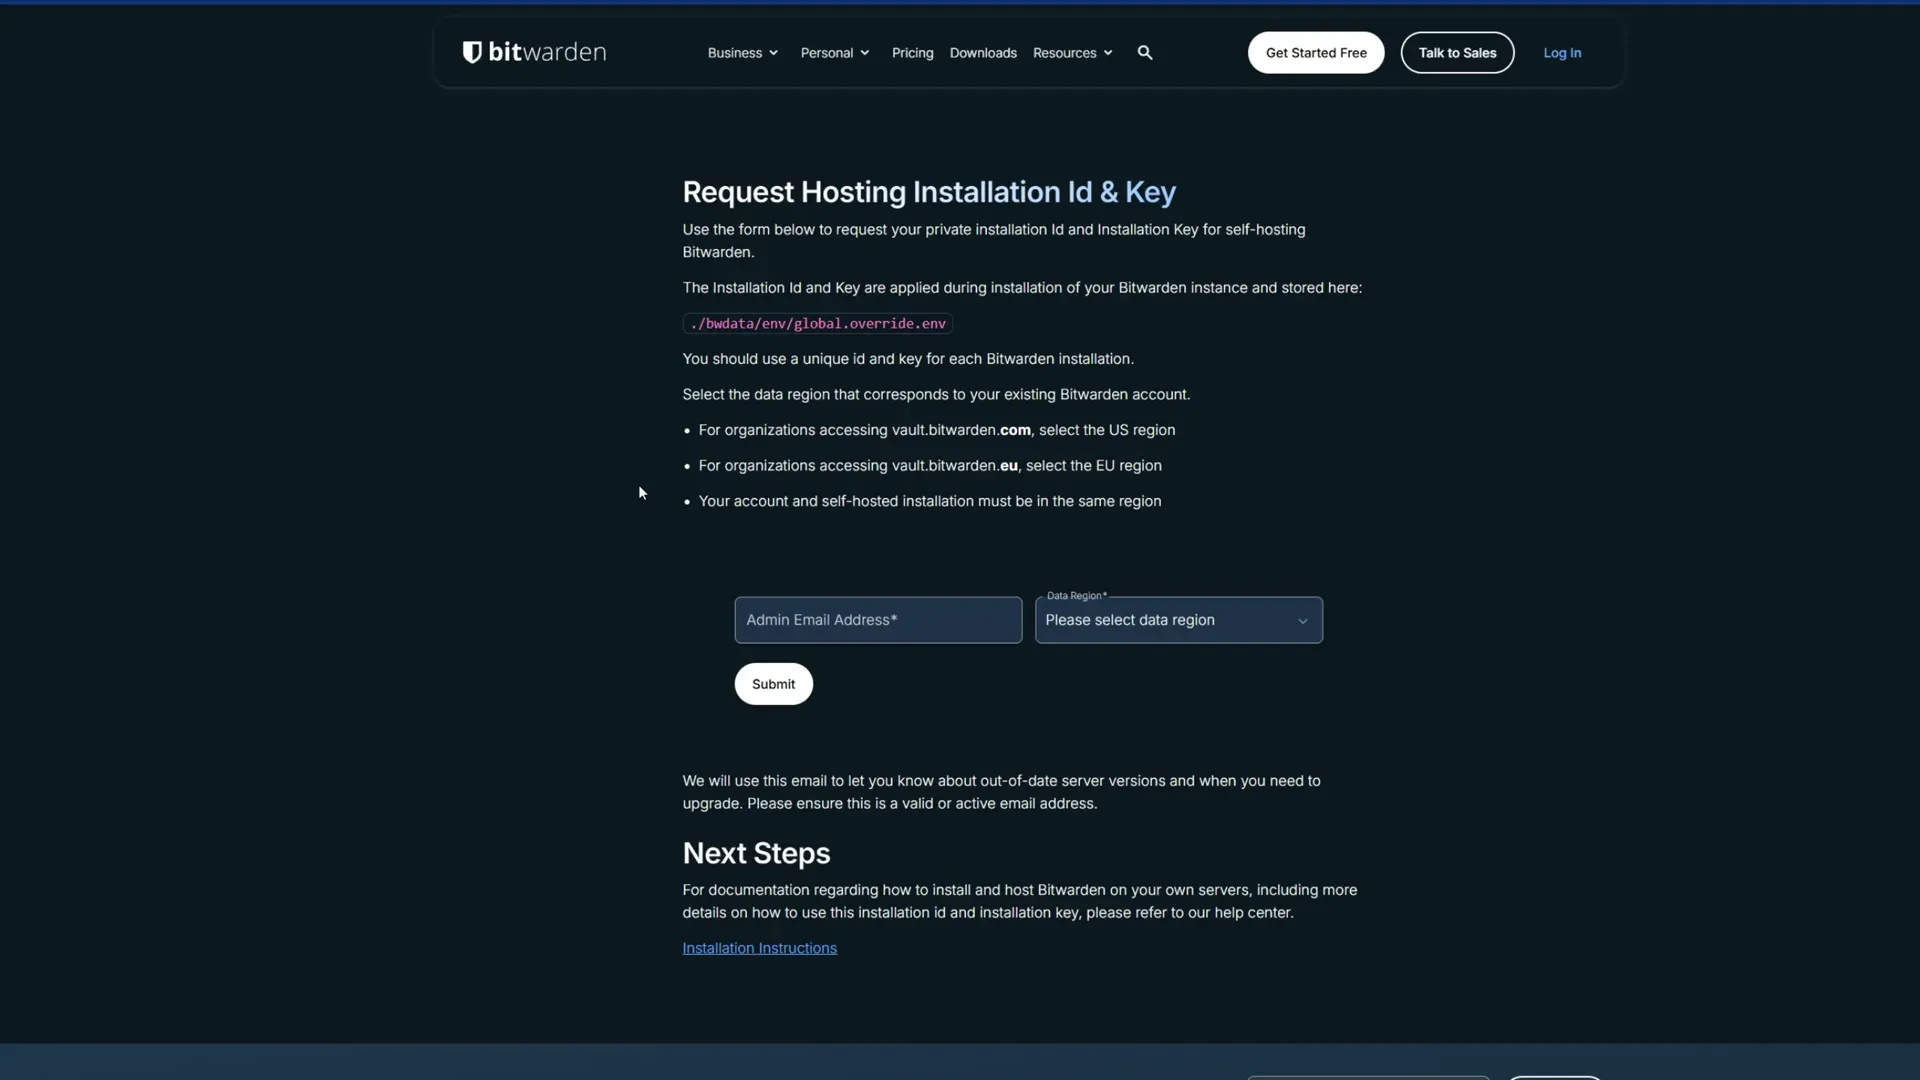 bitwarden
Business
Personal
Pricing
Downloads
Resources
Get Started Free
Talk to Sales
Log In
Request Hosting Installation Id & Key
Use the form below to request your private installation Id and Installation Key for self-hosting
Bitwarden.
The Installation Id and Key are applied during installation of your Bitwarden instance and stored here:
./bwdata/env/global.override.env
You should use a unique id and key for each Bitwarden installation.
Select the data region that corresponds to your existing Bitwarden account.
• For organizations accessing vault.bitwarden.com, select the US region
• For organizations accessing vault.bitwarden.eu, select the EU region
• Your account and self-hosted installation must be in the same region
Admin Email Address*
Data Region*
Please select data region
Submit
We will use this email to let you know about out-of-date server versions and when you need to
upgrade. Please ensure this is a valid or active email address.
Next Steps
For documentation regarding how to install and host Bitwarden on your own servers, including more
details on how to use this installation id and installation key, please refer to our help center.
Installation Instructions